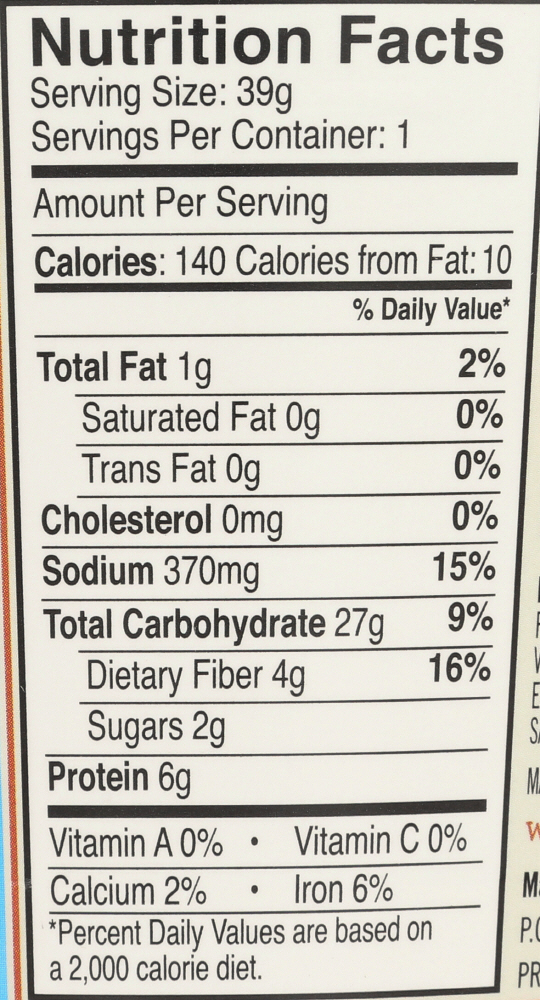 Nutrition Facts
Serving Size: 39g
Servings Per Container: 1
Amount Per Serving
Calories: 140 Calories from Fat: 10
% Daily Value*
Total Fat 1g 2%
Saturated Fat 0g 0%
Trans Fat 0g 0%
Cholesterol 0mg 0%
Sodium 370mg 15%
Total Carbohydrate 27g 9%
Dietary Fiber 4g 16%
Sugars 2g
Protein 6g
Vitamin A 0% • Vitamin C 0%
Calcium 2% • Iron 6%
*Percent Daily Values are based on
a 2,000 calorie diet.